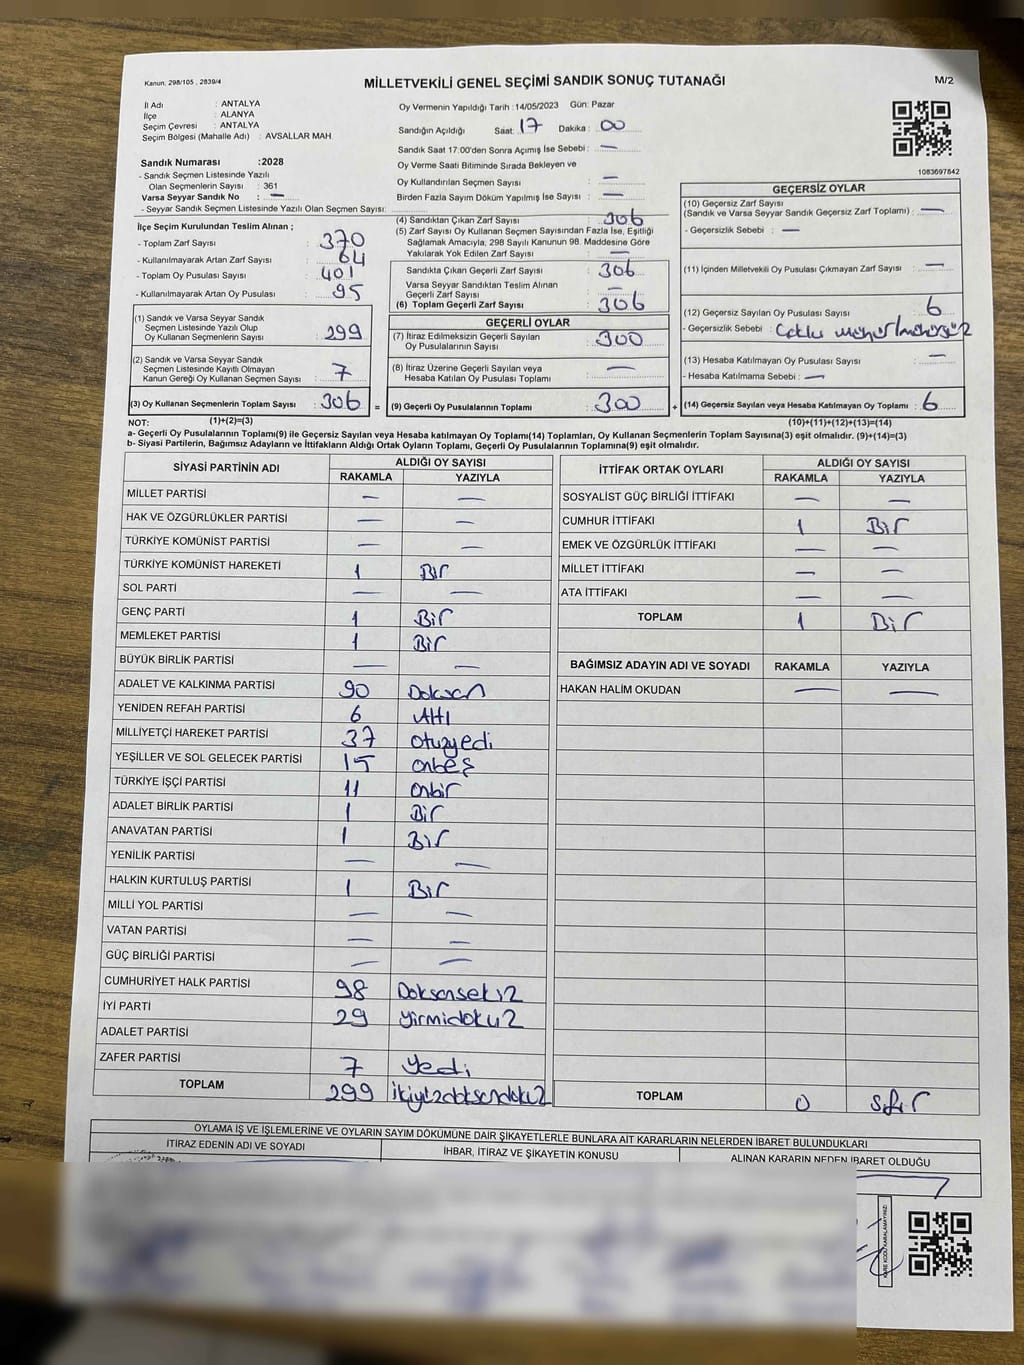 Kanun. 298/105 , 2839/4
MİLLETVEKİLİ GENEL SEÇİMİ SANDIK SONUÇ TUTANAĞI
M/2
İl Adı : ANTALYA
İlçe : ALANYA
Seçim Çevresi : ANTALYA
Seçim Bölgesi (Mahalle Adı) : AVSALLAR MAH.
Sandık Numarası :2028
- Sandık Seçmen Listesinde Yazılı
Olan Seçmenlerin Sayısı : 361
Varsa Seyyar Sandık No : —
- Seyyar Sandık Seçmen Listesinde Yazılı Olan Seçmen Sayısı:
Oy Vermenin Yapıldığı Tarih :14/05/2023 Gün: Pazar
Sandığın Açıldığı Saat: 17 Dakika : 00
Sandık Saat 17:00'den Sonra Açılmış İse Sebebi : —
Oy Verme Saati Bitiminde Sırada Bekleyen ve
Oy Kullandırılan Seçmen Sayısı : —
Birden Fazla Sayım Döküm Yapılmış İse Sayısı : —
1083697842
İlçe Seçim Kurulundan Teslim Alınan ;
- Toplam Zarf Sayısı : 370
- Kullanılmayarak Artan Zarf Sayısı : 64
- Toplam Oy Pusulası Sayısı : 401
- Kullanılmayarak Artan Oy Pusulası : 95
(4) Sandıktan Çıkan Zarf Sayısı : 306
(5) Zarf Sayısı Oy Kullanan Seçmen Sayısından Fazla İse, Eşitliği
Sağlamak Amacıyla, 298 Sayılı Kanunun 98. Maddesine Göre
Yakılarak Yok Edilen Zarf Sayısı : —
Sandıkta Çıkan Geçerli Zarf Sayısı : 306
Varsa Seyyar Sandıktan Teslim Alınan
Geçerli Zarf Sayısı : —
(6) Toplam Geçerli Zarf Sayısı : 306
GEÇERSİZ OYLAR
(10) Geçersiz Zarf Sayısı
(Sandık ve Varsa Seyyar Sandık Geçersiz Zarf Toplamı) : —
- Geçersizlik Sebebi : —
(11) İçinden Milletvekili Oy Pusulası Çıkmayan Zarf Sayısı : —
(12) Geçersiz Sayılan Oy Pusulası Sayısı : 6
- Geçersizlik Sebebi : Çoklu mühür/mühürsüz
(13) Hesaba Katılmayan Oy Pusulası Sayısı : —
- Hesaba Katılmama Sebebi : —
(14) Geçersiz Sayılan veya Hesaba Katılmayan Oy Toplamı : 6
(10)+(11)+(12)+(13)=(14)
(1) Sandık ve Varsa Seyyar Sandık
Seçmen Listesinde Yazılı Olup
Oy Kullanan Seçmenlerin Sayısı : 299
(2) Sandık ve Varsa Seyyar Sandık
Seçmen Listesinde Kayıtlı Olmayan
Kanun Gereği Oy Kullanan Seçmen Sayısı : 7
(3) Oy Kullanan Seçmenlerin Toplam Sayısı : 306 =
(1)+(2)=(3)
GEÇERLİ OYLAR
(7) İtiraz Edilmeksizin Geçerli Sayılan
Oy Pusulalarının Sayısı : 300
(8) İtiraz Üzerine Geçerli Sayılan veya
Hesaba Katılan Oy Pusulası Toplamı : —
(9) Geçerli Oy Pusulalarının Toplamı : 300 +
NOT:
a- Geçerli Oy Pusulalarının Toplamı(9) ile Geçersiz Sayılan veya Hesaba katılmayan Oy Toplamı(14) Toplamları, Oy Kullanan Seçmenlerin Toplam Sayısına(3) eşit olmalıdır. (9)+(14)=(3)
b- Siyasi Partilerin, Bağımsız Adayların ve İttifakların Aldığı Ortak Oyların Toplamı, Geçerli Oy Pusulalarının Toplamına(9) eşit olmalıdır.
SİYASİ PARTİNİN ADI ALDIĞI OY SAYISI
RAKAMLA YAZIYLA
MİLLET PARTİSİ — —
HAK VE ÖZGÜRLÜKLER PARTİSİ — —
TÜRKİYE KOMÜNİST PARTİSİ — —
TÜRKİYE KOMÜNİST HAREKETİ 1 Bir
SOL PARTİ — —
GENÇ PARTİ 1 Bir
MEMLEKET PARTİSİ 1 Bir
BÜYÜK BİRLİK PARTİSİ — —
ADALET VE KALKINMA PARTİSİ 90 Doksan
YENİDEN REFAH PARTİSİ 6 Altı
MİLLİYETÇİ HAREKET PARTİSİ 37 otuzyedi
YEŞİLLER VE SOL GELECEK PARTİSİ 15 onbeş
TÜRKİYE İŞÇİ PARTİSİ 11 onbir
ADALET BİRLİK PARTİSİ 1 Bir
ANAVATAN PARTİSİ 1 Bir
YENİLİK PARTİSİ — —
HALKIN KURTULUŞ PARTİSİ 1 Bir
MİLLİ YOL PARTİSİ — —
VATAN PARTİSİ — —
GÜÇ BİRLİĞİ PARTİSİ — —
CUMHURİYET HALK PARTİSİ 98 Doksansekiz
İYİ PARTİ 29 yirmidokuz
ADALET PARTİSİ
ZAFER PARTİSİ 7 Yedi
TOPLAM 299 ikiyüzdoksandokuz
İTTİFAK ORTAK OYLARI ALDIĞI OY SAYISI
RAKAMLA YAZIYLA
SOSYALİST GÜÇ BİRLİĞİ İTTİFAKI — —
CUMHUR İTTİFAKI 1 Bir
EMEK VE ÖZGÜRLÜK İTTİFAKI — —
MİLLET İTTİFAKI — —
ATA İTTİFAKI — —
TOPLAM 1 Bir
BAĞIMSIZ ADAYIN ADI VE SOYADI RAKAMLA YAZIYLA
HAKAN HALİM OKUDAN — —
TOPLAM 0 sıfır
OYLAMA İŞ VE İŞLEMLERİNE VE OYLARIN SAYIM DÖKÜMÜNE DAİR ŞİKAYETLERLE BUNLARA AİT KARARLARIN NELERDEN İBARET BULUNDUKLARI
İTİRAZ EDENİN ADI VE SOYADI İHBAR, İTİRAZ VE ŞİKAYETİN KONUSU ALINAN KARARIN NEDEN İBARET OLDUĞU
KARE KODU KARALAMAYINIZ!